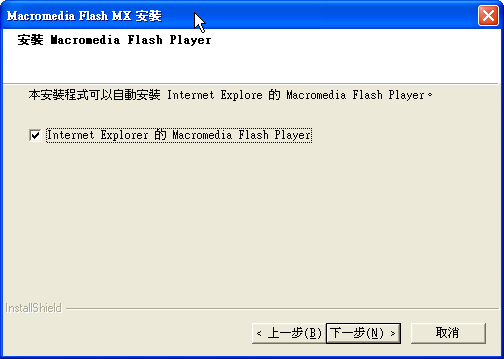 Macromedia Flash MX 安裝
安裝 Macromedia Flash Player
本安裝程式可以自動安裝 Internet Explore 的 Macromedia Flash Player。
Internet Explorer 的 Macromedia Flash Player
InstallShield
< 上一步(B) 下一步(N) > 取消